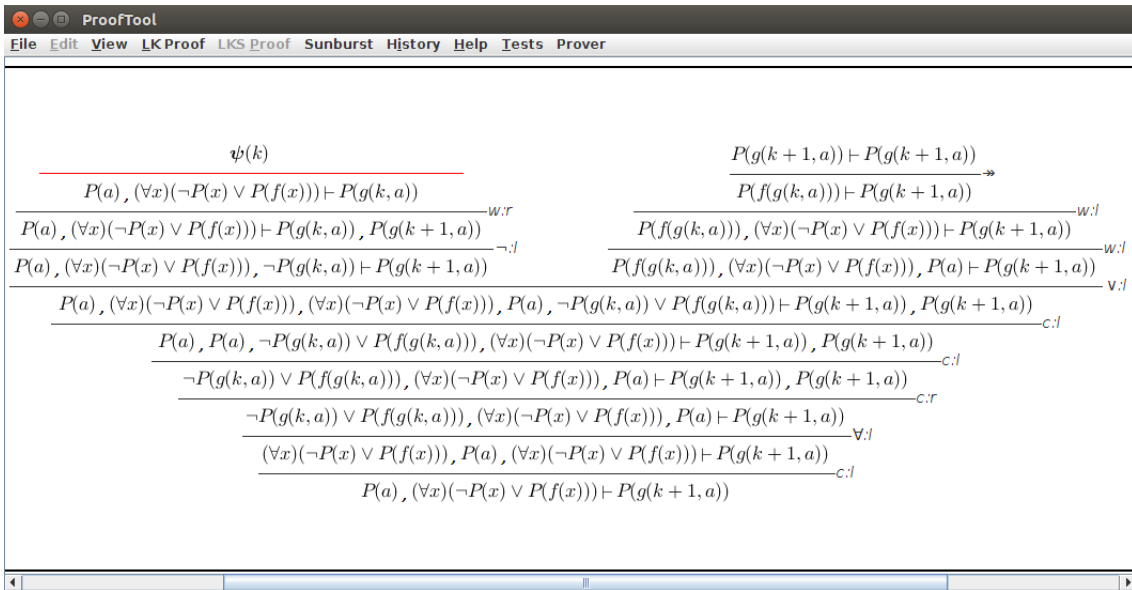 ProofTool
File Edit View LK Proof LKS Proof Sunburst History Help Tests Prover
ψ(k)
P(g(k + 1, a)) ⊢ P(g(k + 1, a))
↠
P(a) , (∀x)(¬P(x) ∨ P(f(x))) ⊢ P(g(k, a))
w:r
P(f(g(k, a))) ⊢ P(g(k + 1, a))
w:l
P(a) , (∀x)(¬P(x) ∨ P(f(x))) ⊢ P(g(k, a)) , P(g(k + 1, a))
¬:l
P(f(g(k, a))) , (∀x)(¬P(x) ∨ P(f(x))) ⊢ P(g(k + 1, a))
w:l
P(a) , (∀x)(¬P(x) ∨ P(f(x))) , ¬P(g(k, a)) ⊢ P(g(k + 1, a))
P(f(g(k, a))) , (∀x)(¬P(x) ∨ P(f(x))) , P(a) ⊢ P(g(k + 1, a))
∨:l
P(a) , (∀x)(¬P(x) ∨ P(f(x))) , (∀x)(¬P(x) ∨ P(f(x))) , P(a) , ¬P(g(k, a)) ∨ P(f(g(k, a))) ⊢ P(g(k + 1, a)) , P(g(k + 1, a))
c:l
P(a) , P(a) , ¬P(g(k, a)) ∨ P(f(g(k, a))) , (∀x)(¬P(x) ∨ P(f(x))) ⊢ P(g(k + 1, a)) , P(g(k + 1, a))
c:l
¬P(g(k, a)) ∨ P(f(g(k, a))) , (∀x)(¬P(x) ∨ P(f(x))) , P(a) ⊢ P(g(k + 1, a)) , P(g(k + 1, a))
c:r
¬P(g(k, a)) ∨ P(f(g(k, a))) , (∀x)(¬P(x) ∨ P(f(x))) , P(a) ⊢ P(g(k + 1, a))
∀:l
(∀x)(¬P(x) ∨ P(f(x))) , P(a) , (∀x)(¬P(x) ∨ P(f(x))) ⊢ P(g(k + 1, a))
c:l
P(a) , (∀x)(¬P(x) ∨ P(f(x))) ⊢ P(g(k + 1, a))